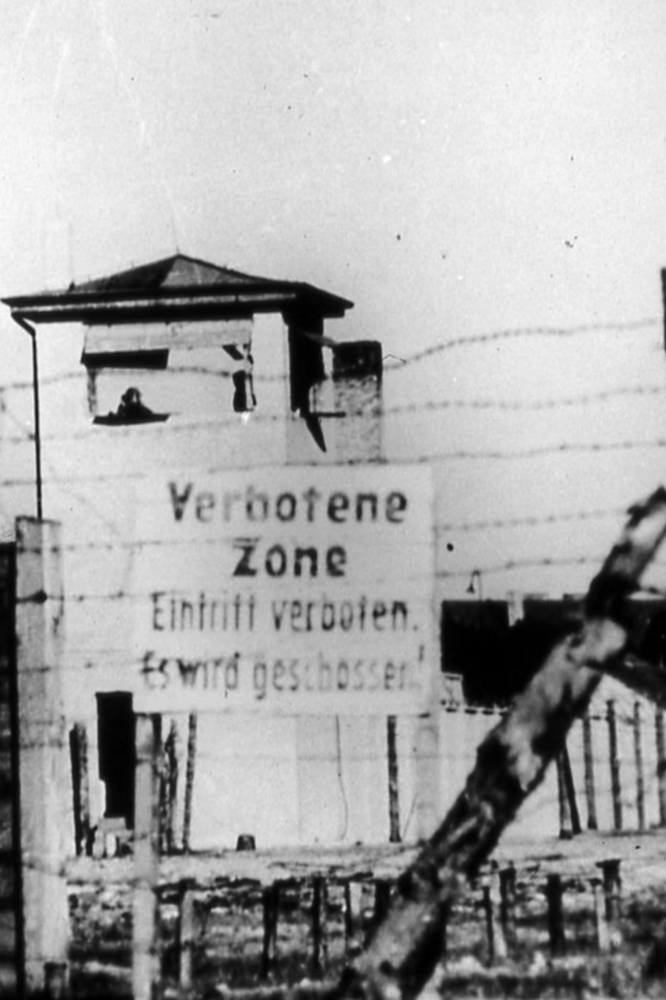 Verbotene
Zone
Eintritt verboten.
Es wird geschossen!